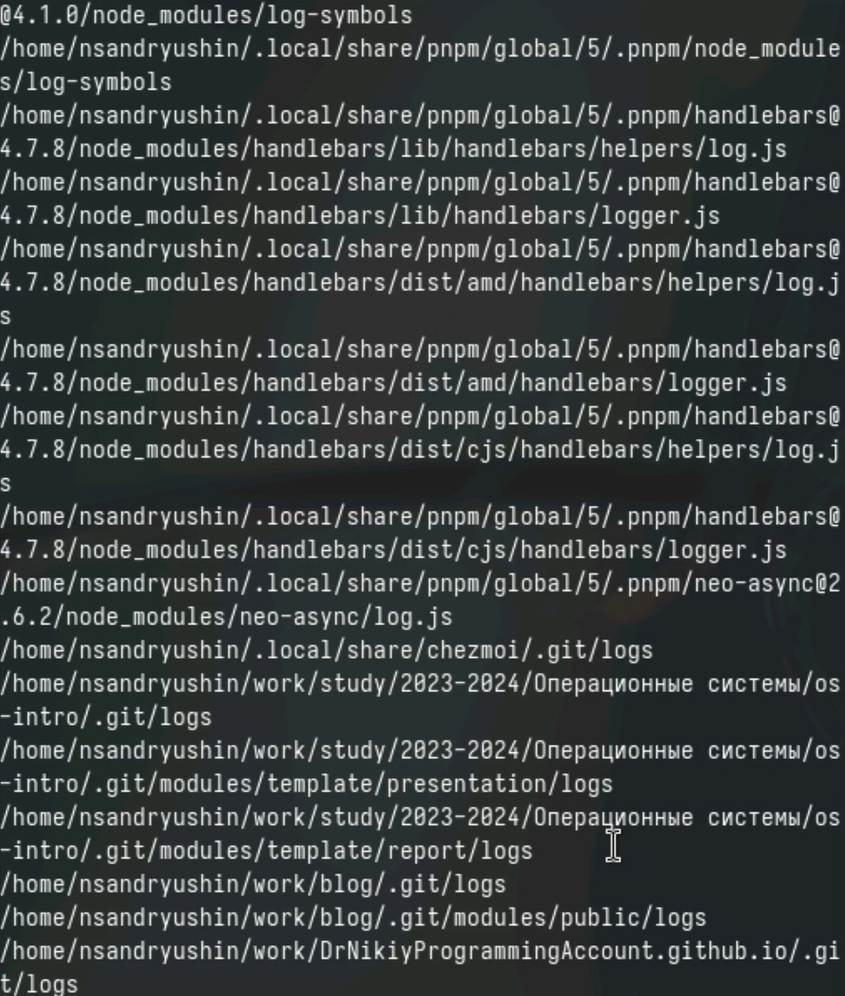 @4.1.0/node_modules/log-symbols
/home/nsandryushin/.local/share/pnpm/global/5/.pnpm/node_module
s/log-symbols
/home/nsandryushin/.local/share/pnpm/global/5/.pnpm/handlebars@
4.7.8/node_modules/handlebars/lib/handlebars/helpers/log.js
/home/nsandryushin/.local/share/pnpm/global/5/.pnpm/handlebars@
4.7.8/node_modules/handlebars/lib/handlebars/logger.js
/home/nsandryushin/.local/share/pnpm/global/5/.pnpm/handlebars@
4.7.8/node_modules/handlebars/dist/amd/handlebars/helpers/log.j
s
/home/nsandryushin/.local/share/pnpm/global/5/.pnpm/handlebars@
4.7.8/node_modules/handlebars/dist/amd/handlebars/logger.js
/home/nsandryushin/.local/share/pnpm/global/5/.pnpm/handlebars@
4.7.8/node_modules/handlebars/dist/cjs/handlebars/helpers/log.j
s
/home/nsandryushin/.local/share/pnpm/global/5/.pnpm/handlebars@
4.7.8/node_modules/handlebars/dist/cjs/handlebars/logger.js
/home/nsandryushin/.local/share/pnpm/global/5/.pnpm/neo-async@2
.6.2/node_modules/neo-async/log.js
/home/nsandryushin/.local/share/chezmoi/.git/logs
/home/nsandryushin/work/study/2023-2024/Операционные системы/os
-intro/.git/logs
/home/nsandryushin/work/study/2023-2024/Операционные системы/os
-intro/.git/modules/template/presentation/logs
/home/nsandryushin/work/study/2023-2024/Операционные системы/os
-intro/.git/modules/template/report/logs
/home/nsandryushin/work/blog/.git/logs
/home/nsandryushin/work/blog/.git/modules/public/logs
/home/nsandryushin/work/DrNikiyProgrammingAccount.github.io/.gi
t/logs